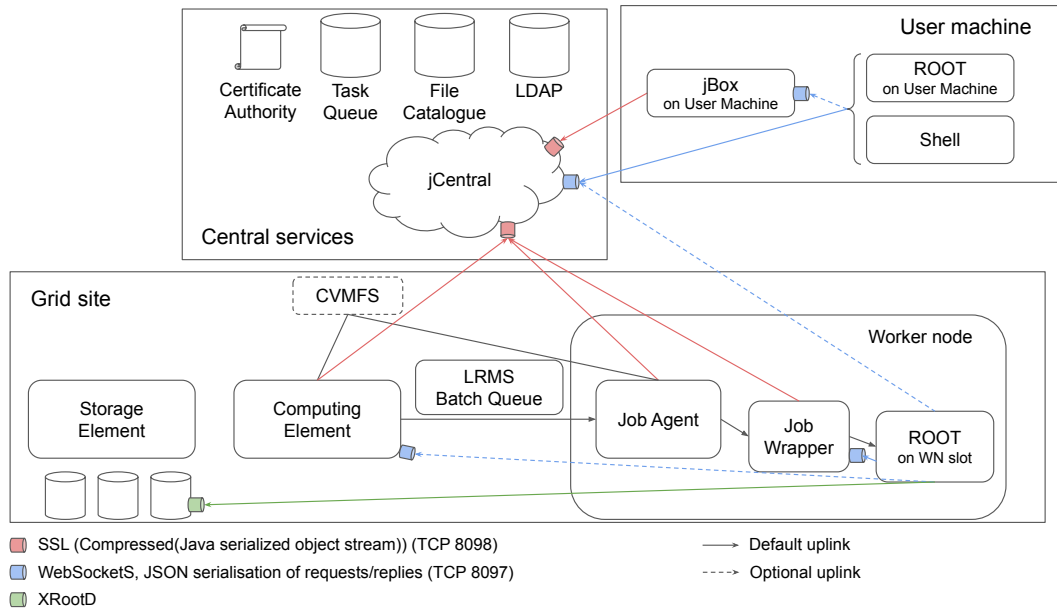 User machine
Certificate
Authority
Task
Queue
File
Catalogue
LDAP
jBox
on User Machine
ROOT
on User Machine
Shell
jCentral
Central services
Grid site
CVMFS
Worker node
LRMS
Batch Queue
Storage
Element
Computing
Element
Job Agent
Job
Wrapper
ROOT
on WN slot
SSL (Compressed(Java serialized object stream)) (TCP 8098)
WebSocketS, JSON serialisation of requests/replies (TCP 8097)
XRootD
Default uplink
Optional uplink